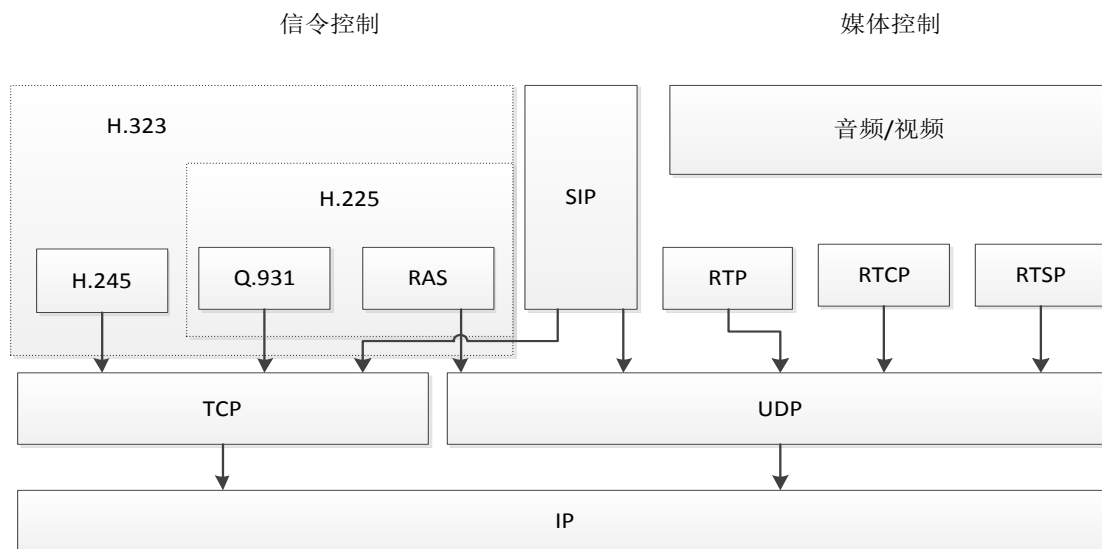 信令控制
媒体控制
H.323
音频/视频
H.225
SIP
H.245
Q.931
RAS
RTP
RTCP
RTSP
TCP
UDP
IP